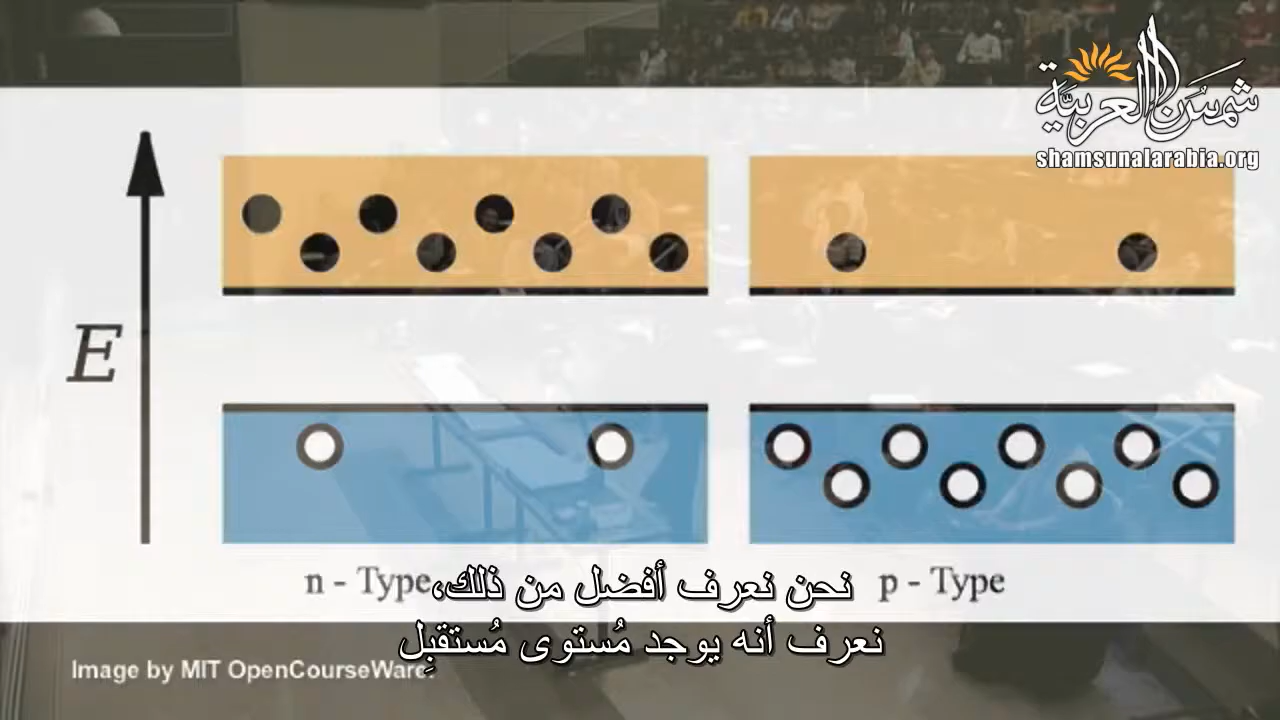 شمس العربية
shamsunalarabia.org
E
n - Type
p - Type
نحن نعرف أفضل من ذلك،
نعرف أنه يوجد مُستوى مُستقبِل
Image by MIT OpenCourseWare.